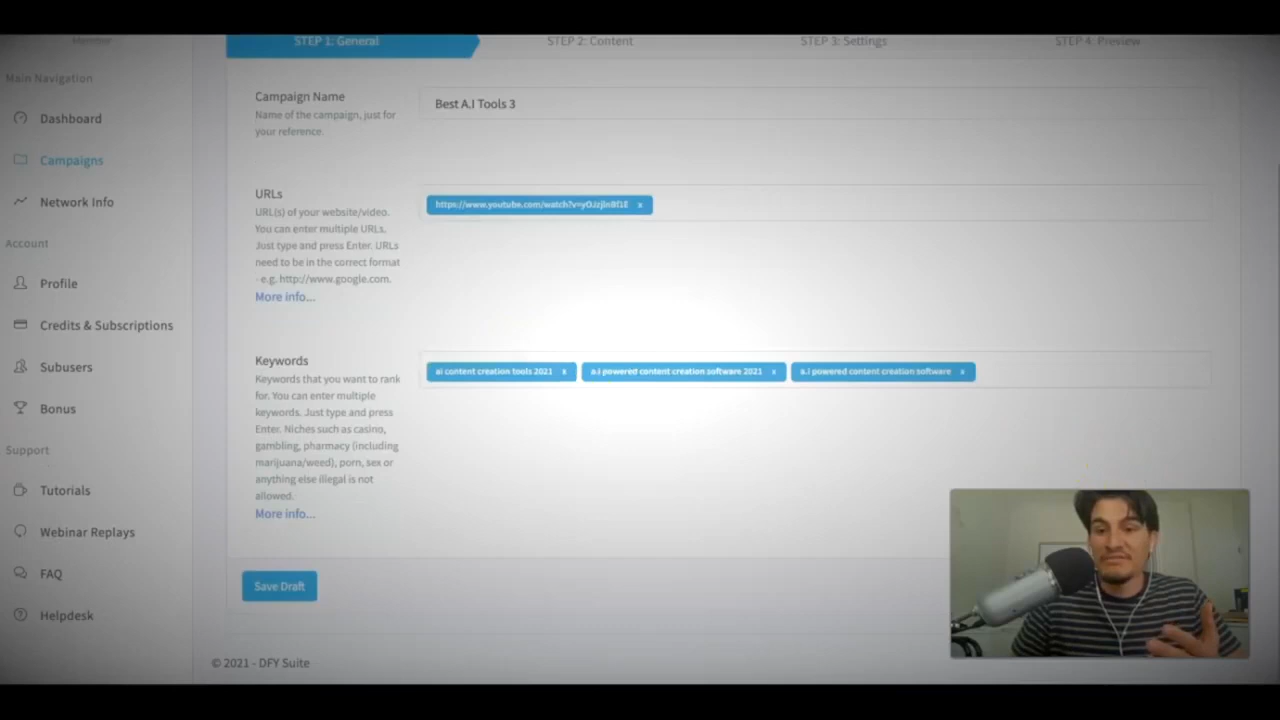 Member
STEP 1: General
STEP 2: Content
STEP 3: Settings
STEP 4: Preview
Main Navigation
Dashboard
Campaigns
Network Info
Account
Profile
Credits & Subscriptions
Subusers
Bonus
Support
Tutorials
Webinar Replays
FAQ
Helpdesk
Campaign Name
Name of the campaign, just for
your reference.
Best A.I Tools 3
URLs
URL(s) of your website/video.
You can enter multiple URLs.
Just type and press Enter. URLs
need to be in the correct format
- e.g. http://www.google.com.
More info...
Keywords
Keywords that you want to rank
for. You can enter multiple
keywords. Just type and press
Enter. Niches such as casino,
gambling, pharmacy (including
marijuana/weed), porn, sex or
anything else illegal is not
allowed.
More info...
ai content creation tools 2021 x
a.i powered content creation software 2021 x
a.i powered content creation software x
Save Draft
© 2021 - DFY Suite